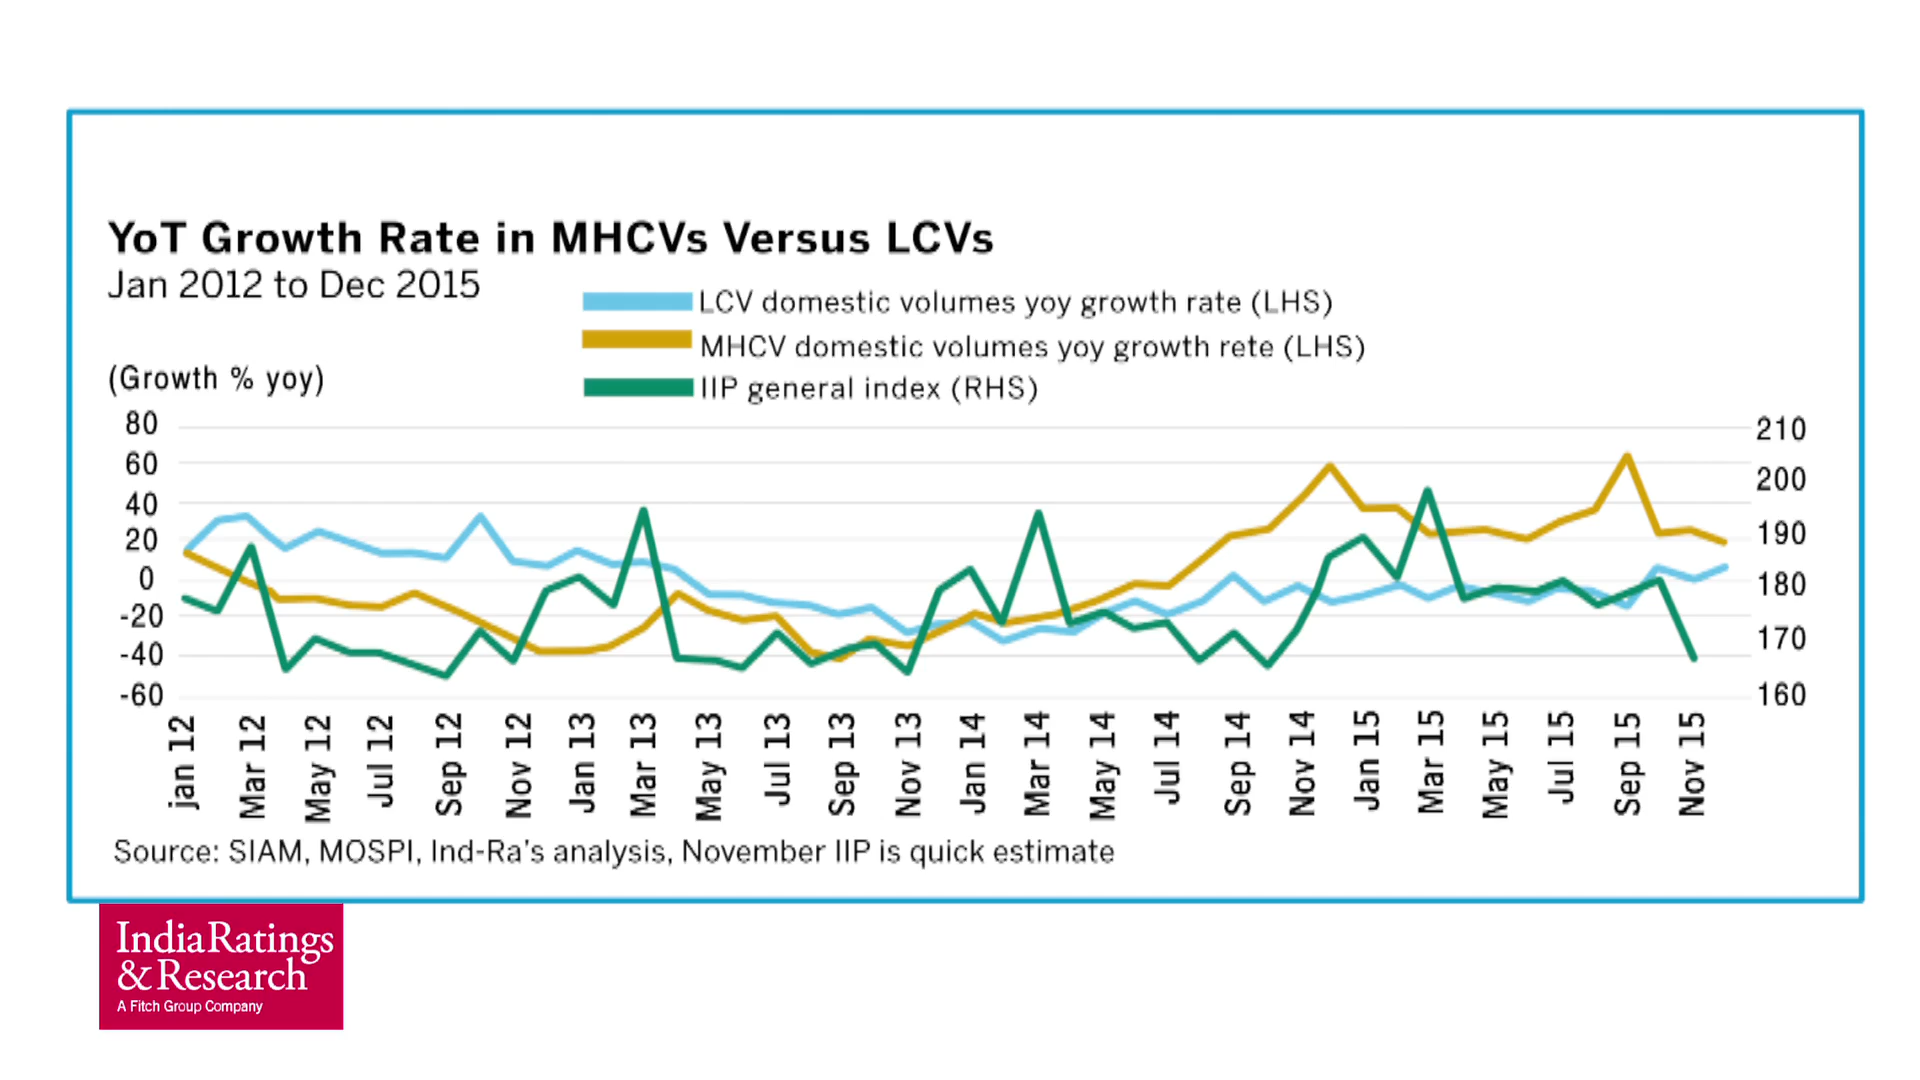 YoT Growth Rate in MHCVs Versus LCVs
Jan 2012 to Dec 2015
LCV domestic volumes yoy growth rate (LHS)
MHCV domestic volumes yoy growth rete (LHS)
IIP general index (RHS)
(Growth % yoy)
80
60
40
20
0
-20
-40
-60
210
200
190
180
170
160
jan 12
Mar 12
May 12
Jul 12
Sep 12
Nov 12
Jan 13
Mar 13
May 13
Jul 13
Sep 13
Nov 13
Jan 14
Mar 14
May 14
Jul 14
Sep 14
Nov 14
Jan 15
Mar 15
May 15
Jul 15
Sep 15
Nov 15
Source: SIAM, MOSPI, Ind-Ra's analysis, November IIP is quick estimate
IndiaRatings
& Research
A Fitch Group Company